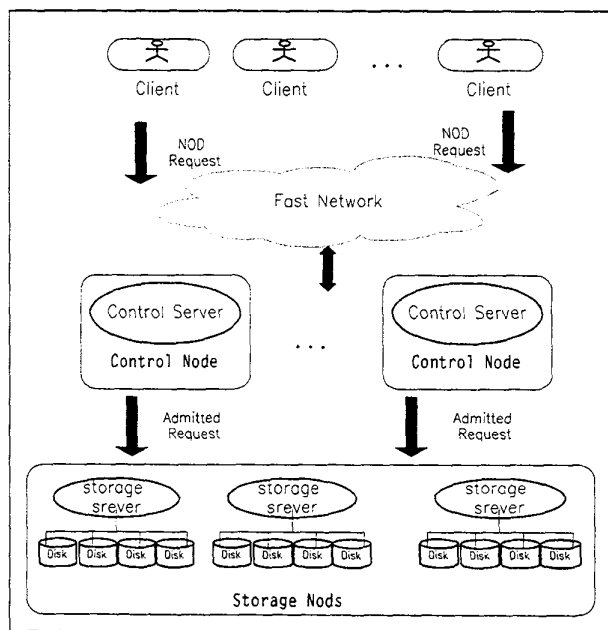 Client Client ... Client
NOD
Request
NOD
Request
Fast Network
Control Server
Control Node
...
Control Server
Control Node
Admitted
Request
Admitted
Request
storage
srever
storage
srever
storage
srever
Disk Disk Disk Disk
Disk Disk Disk Disk
Disk Disk Disk Disk
Storage Nods